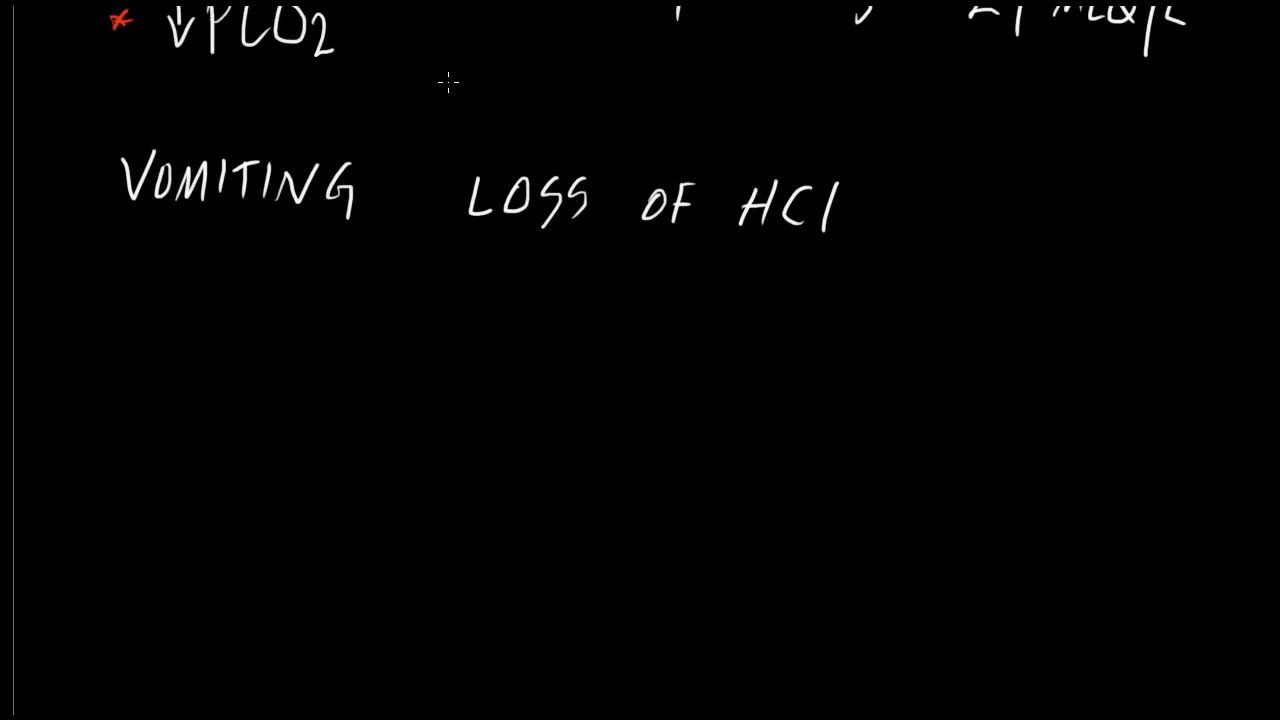 * ↓PCO2
VOMITING LOSS OF HCl